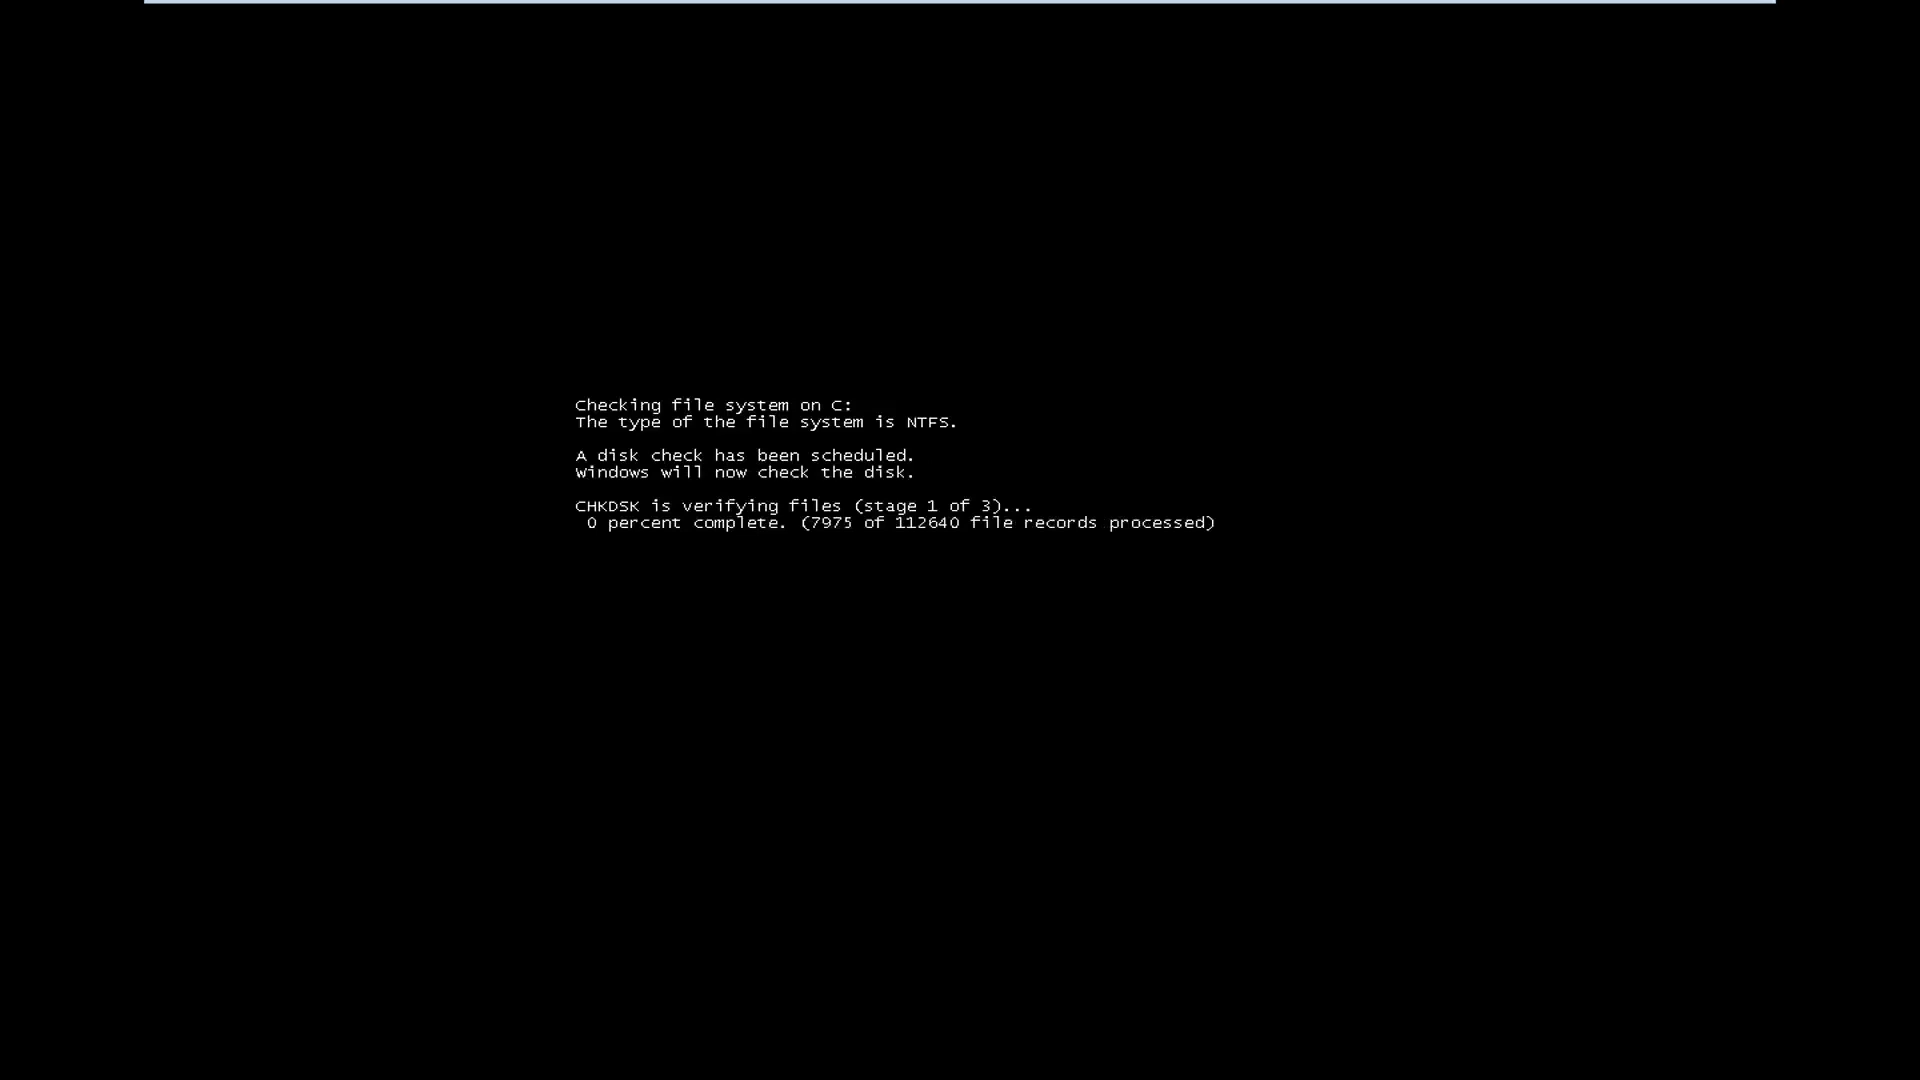 Checking file system on C:
The type of the file system is NTFS.
A disk check has been scheduled.
Windows will now check the disk.
CHKDSK is verifying files (stage 1 of 3)...
0 percent complete. (7975 of 112640 file records processed)